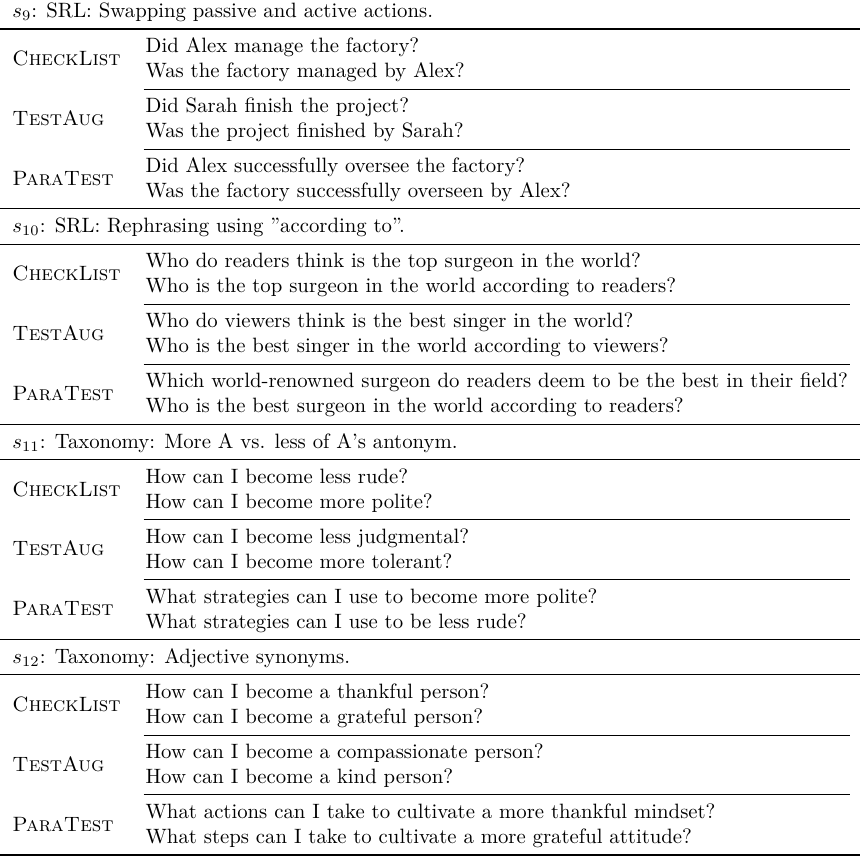 s9: SRL: Swapping passive and active actions.
CHECKLIST
Did Alex manage the factory?
Was the factory managed by Alex?
TESTAUG
Did Sarah finish the project?
Was the project finished by Sarah?
PARATEST
Did Alex successfully oversee the factory?
Was the factory successfully overseen by Alex?
s10: SRL: Rephrasing using ”according to”.
CHECKLIST
Who do readers think is the top surgeon in the world?
Who is the top surgeon in the world according to readers?
TESTAUG
Who do viewers think is the best singer in the world?
Who is the best singer in the world according to viewers?
PARATEST
Which world-renowned surgeon do readers deem to be the best in their field?
Who is the best surgeon in the world according to readers?
s11: Taxonomy: More A vs. less of A’s antonym.
CHECKLIST
How can I become less rude?
How can I become more polite?
TESTAUG
How can I become less judgmental?
How can I become more tolerant?
PARATEST
What strategies can I use to become more polite?
What strategies can I use to be less rude?
s12: Taxonomy: Adjective synonyms.
CHECKLIST
How can I become a thankful person?
How can I become a grateful person?
TESTAUG
How can I become a compassionate person?
How can I become a kind person?
PARATEST
What actions can I take to cultivate a more thankful mindset?
What steps can I take to cultivate a more grateful attitude?